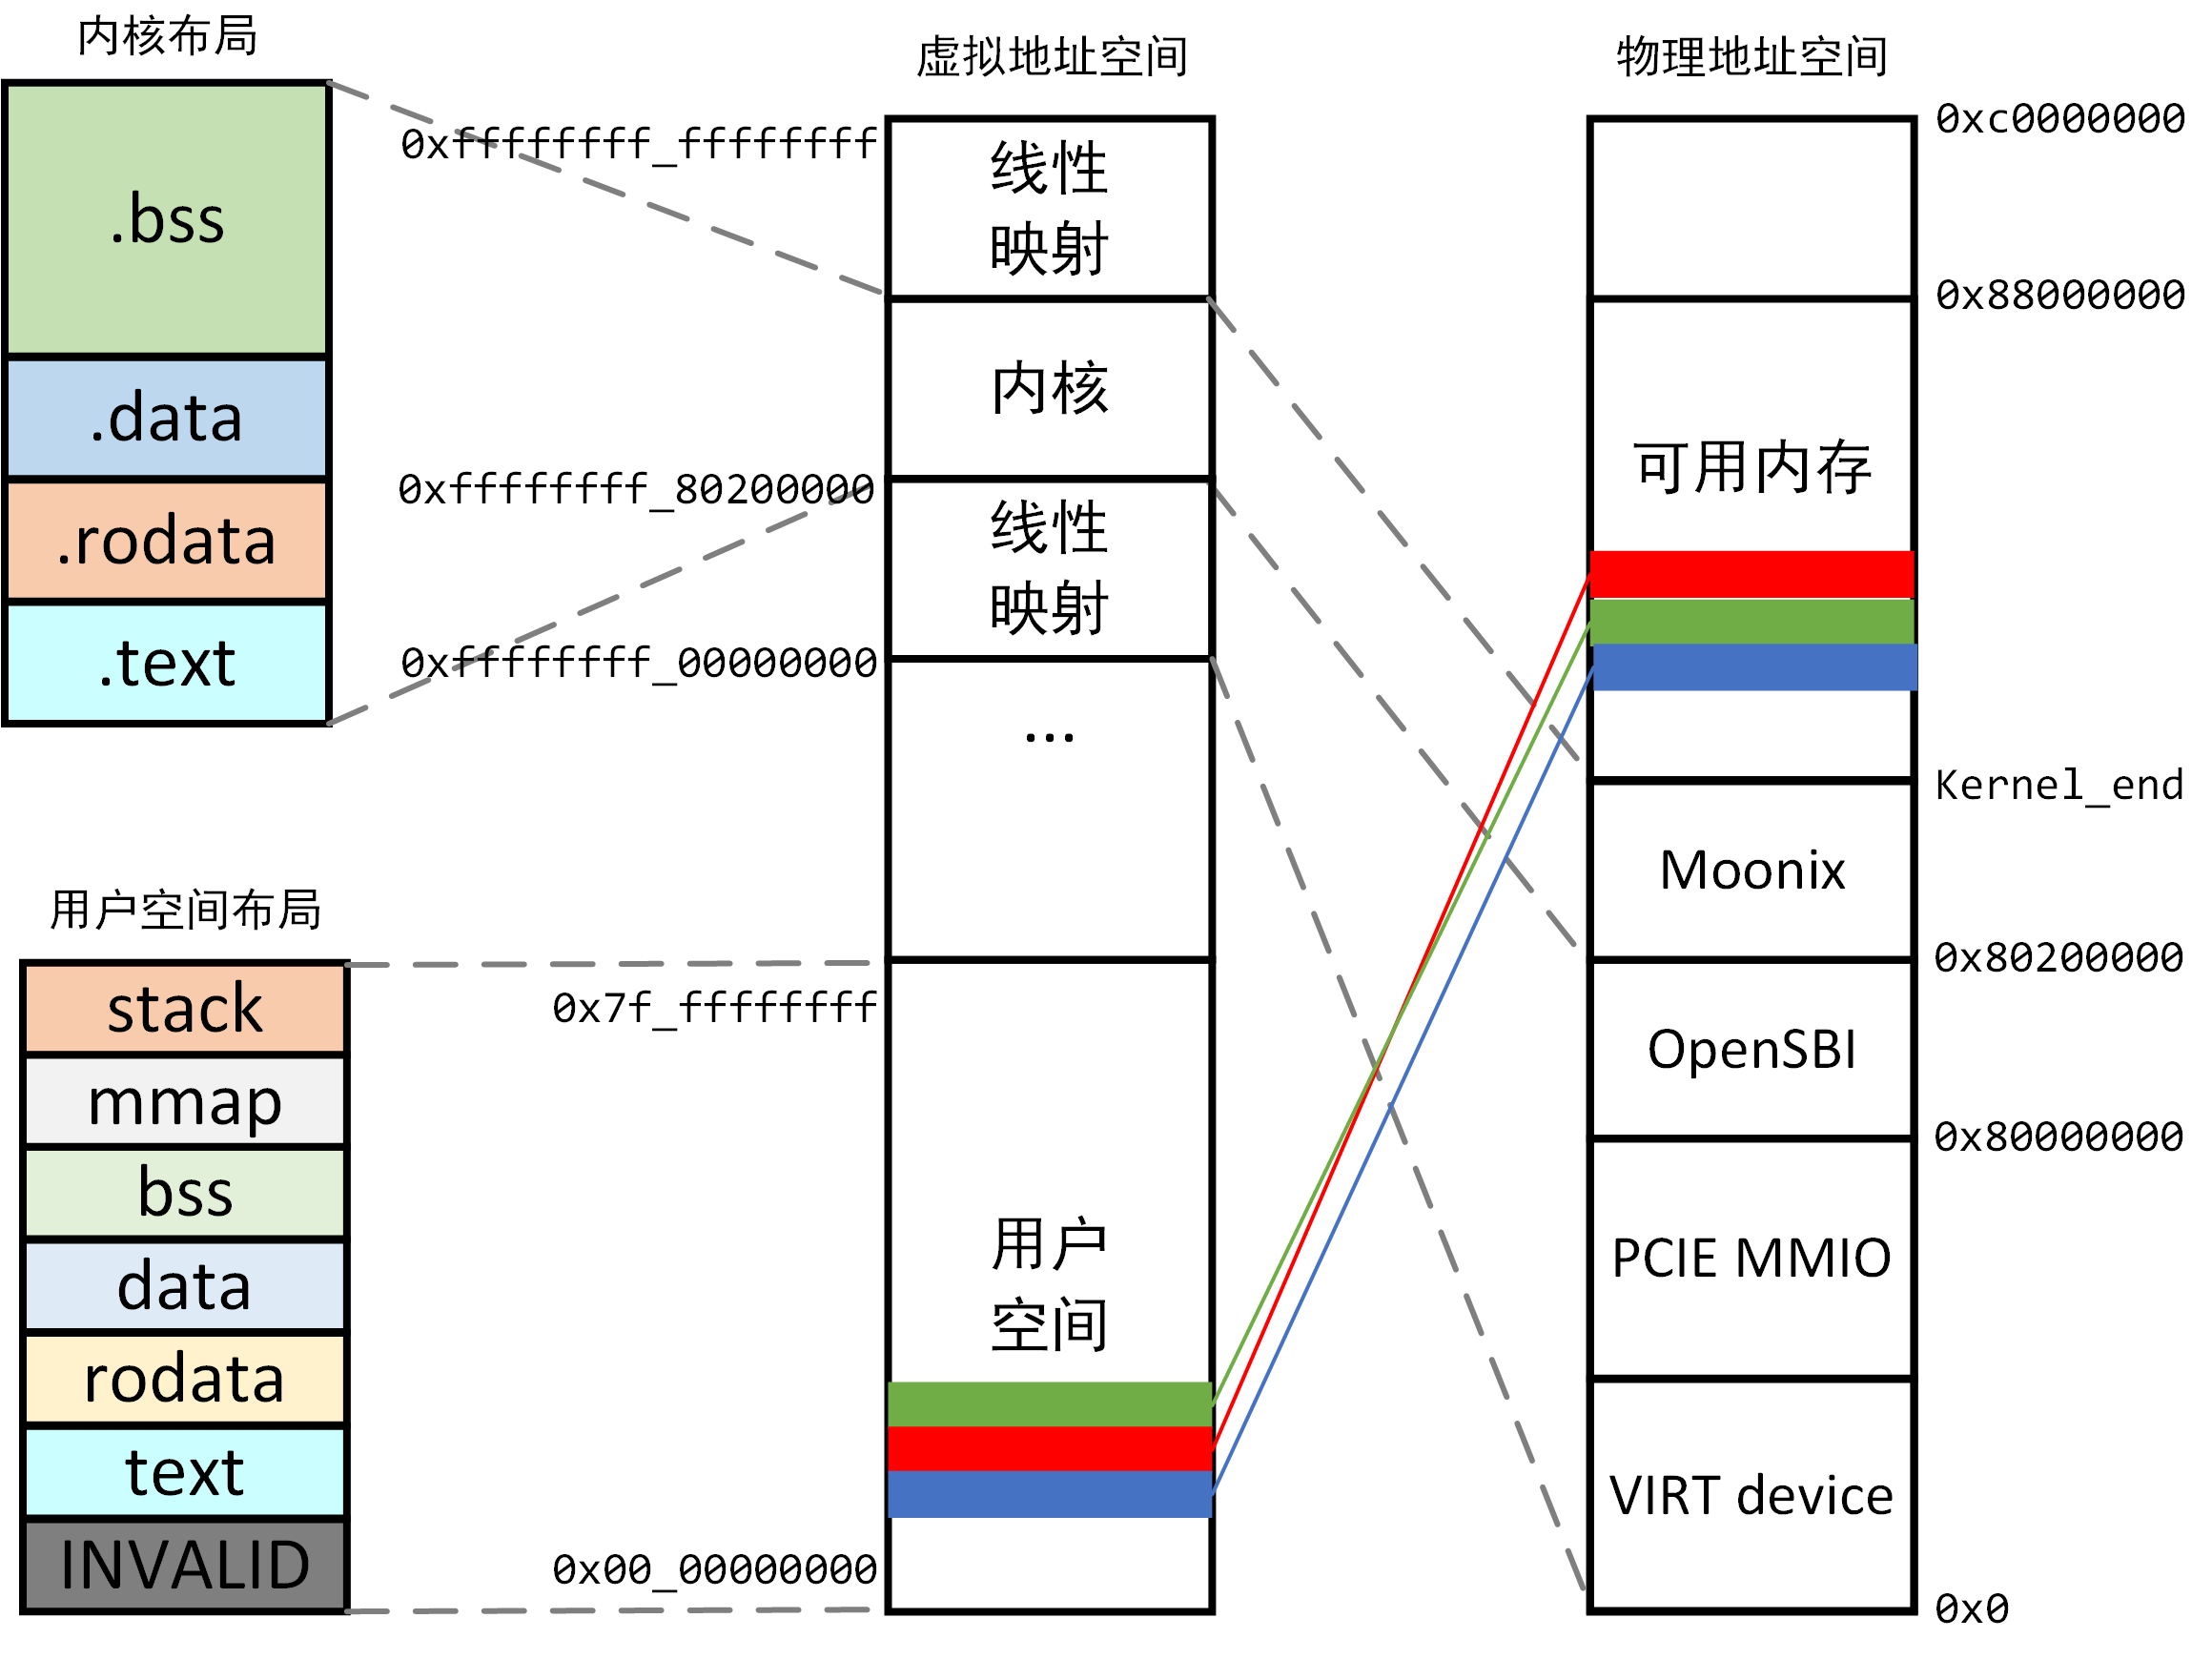 内核布局
.bss
.data
.rodata
.text
用户空间布局
stack
mmap
bss
data
rodata
text
INVALID
虚拟地址空间
0xffffffff_ffffffff
0xffffffff_80200000
0xffffffff_00000000
0x7f_ffffffff
0x00_00000000
线性
映射
内核
线性
映射
...
用户
空间
物理地址空间
可用内存
Moonix
OpenSBI
PCIE MMIO
VIRT device
0xc0000000
0x88000000
Kernel_end
0x80200000
0x80000000
0x0